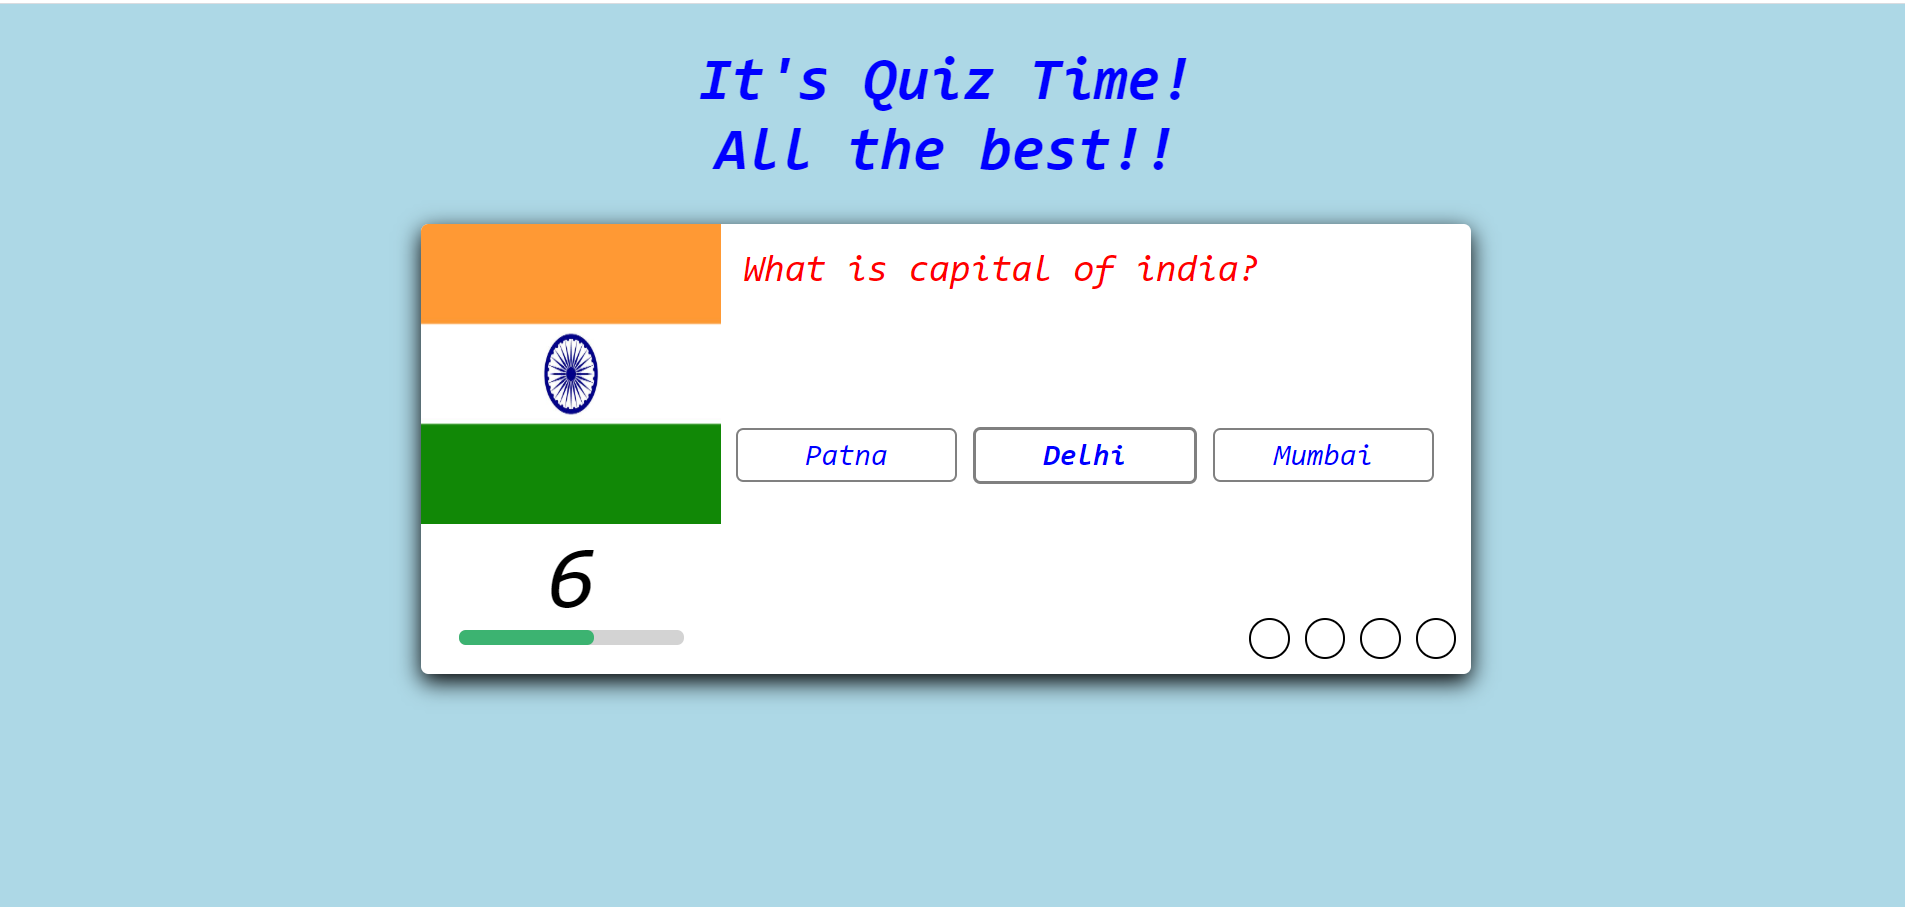 It's Quiz Time!
All the best!!
What is capital of india?
Patna Delhi Mumbai
6